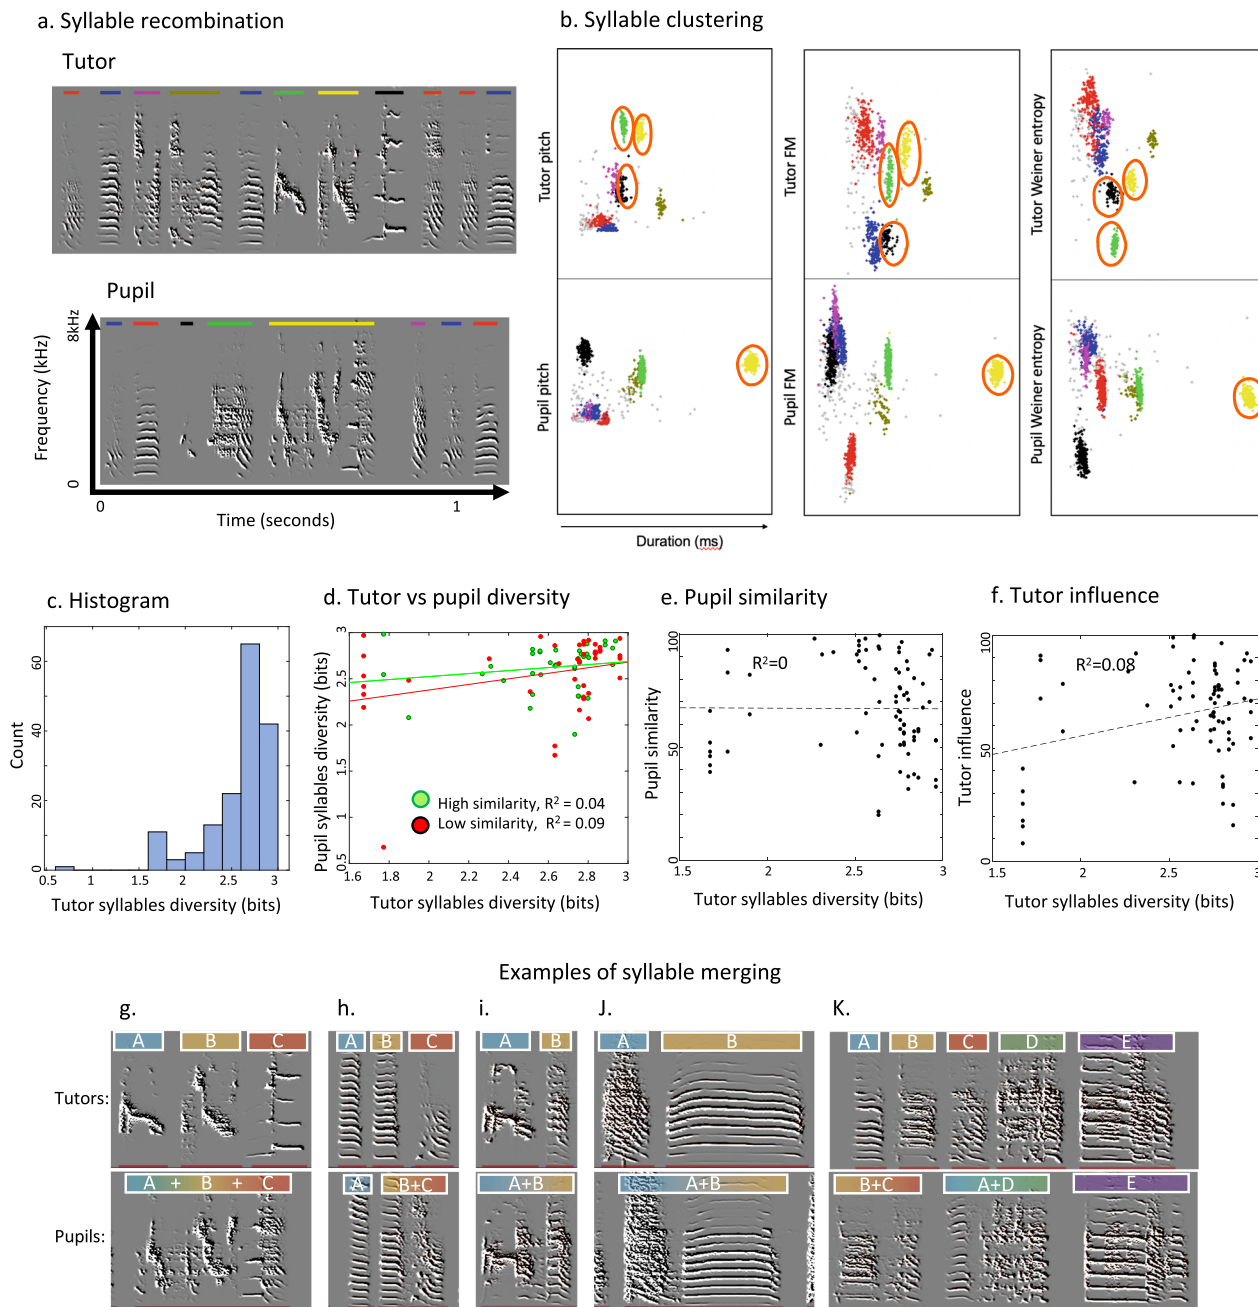 a. Syllable recombination
Tutor
Pupil
8kHz
Frequency (kHz)
0
0
1
Time (seconds)
b. Syllable clustering
Tutor pitch
Tutor FM
Tutor Weiner entropy
Pupil pitch
Pupil FM
Pupil Weiner entropy
Duration (ms)
c. Histogram
Count
60
40
20
0
0.5
1
1.5
2
2.5
3
Tutor syllables diversity (bits)
d. Tutor vs pupil diversity
Pupil syllables diversity (bits)
3
2.5
2
1.5
1
0.5
High similarity, R² = 0.04
Low similarity, R² = 0.09
1.6
2
2.2
2.4
2.6
2.8
3
Tutor syllables diversity (bits)
e. Pupil similarity
Pupil similarity
100
50
0
R²=0
1.5
2
2.5
3
Tutor syllables diversity (bits)
f. Tutor influence
Tutor influence
100
50
0
R²=0.08
1.5
2
2.5
3
Tutor syllables diversity (bits)
Examples of syllable merging
g.
h.
i.
J.
K.
Tutors:
A B C
A B C
A B
A B
A B C D E
Pupils:
A + B + C
A B+C
A+B
A+B
B+C A+D E